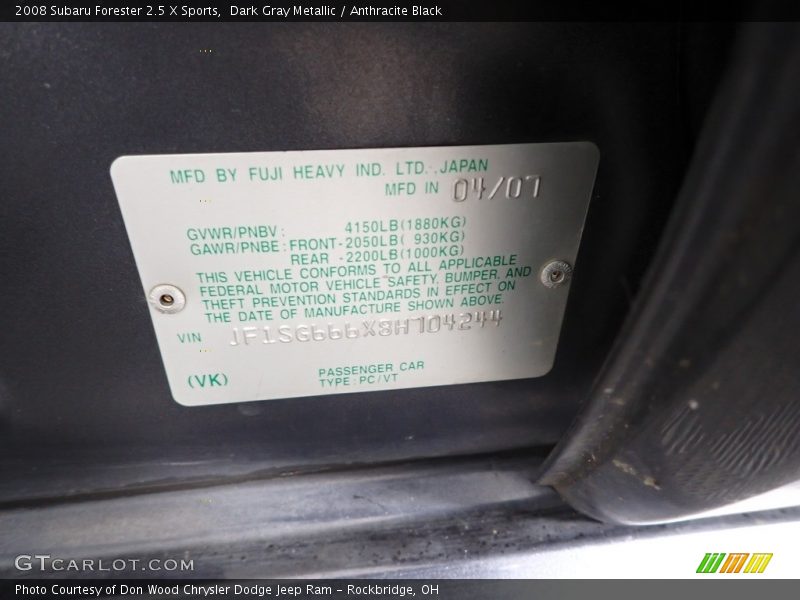 2008 Subaru Forester 2.5 X Sports,  Dark Gray Metallic / Anthracite Black
MFD BY FUJI HEAVY IND. LTD., JAPAN
MFD IN 04/07
GVWR/PNBV: 4150LB(1880KG)
GAWR/PNBE:FRONT-2050LB( 930KG)
REAR -2200LB(1000KG)
THIS VEHICLE CONFORMS TO ALL APPLICABLE
FEDERAL MOTOR VEHICLE SAFETY, BUMPER, AND
THEFT PREVENTION STANDARDS IN EFFECT ON
THE DATE OF MANUFACTURE SHOWN ABOVE.
VIN JF1SG666X8H704244
(VK)
PASSENGER CAR
TYPE:PC/VT
GTCARLOT.COM
Photo Courtesy of Don Wood Chrysler Dodge Jeep Ram - Rockbridge, OH